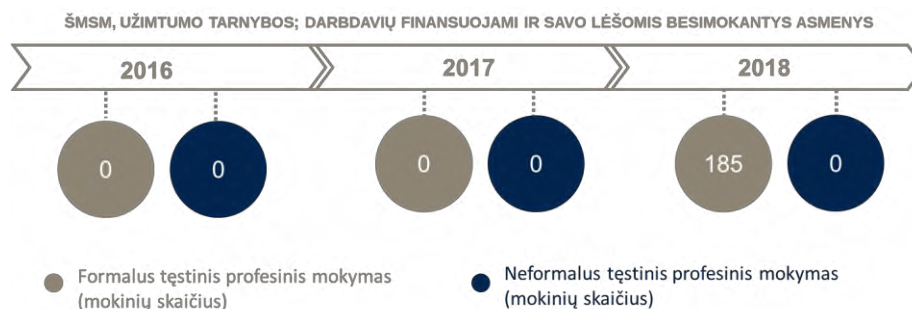 ŠMSM, UŽIMTUMO TARNYBOS; DARBDAVIŲ FINANSUOJAMI IR SAVO LĖŠOMIS BESIMOKANTYS ASMENYS
2016 2017 2018
0 0 0 0 185 0
Formalus tęstinis profesinis mokymas
(mokinių skaičius)
Neformalus tęstinis profesinis mokymas
(mokinių skaičius)